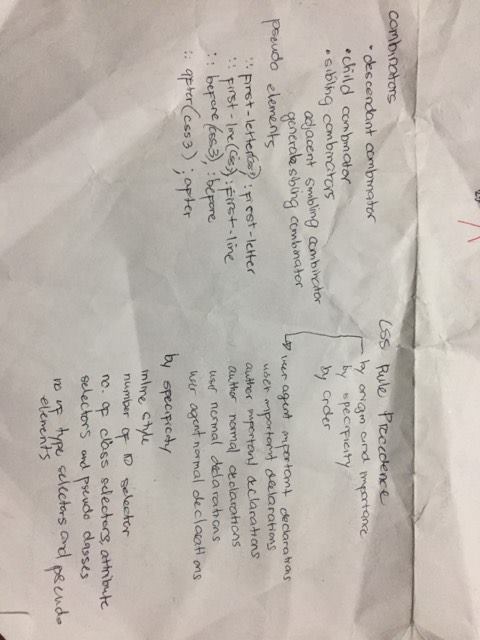 combinators
• descendant combinator
• child combinator
• sibling combinators
adjacent smbling combinator
generale sibing combinator
pseudo elements
:: first-letter(css3) : first-letter
:: first-line(css3) : first-line
:: before(css3), :before
:: after(css3) ; after
CSS Rule Precedence
by origin and importance
by specificity
by order
user agent important declarations
user important declarations
author important declarations
author normal declarations
user normal declarations
user agent normal declarations
by specificity
inline style
number of ID selector
no. of class selectors, attribute
selectors and pseudo classes
no of type selectors and pseudo
elements